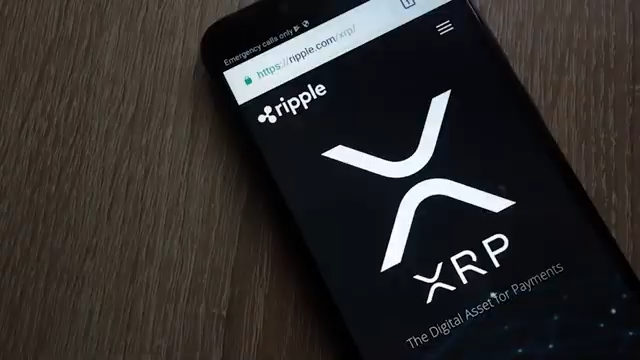 Emergency calls only
https://ripple.com/xrp/
ripple
XRP
The Digital Asset for Payments